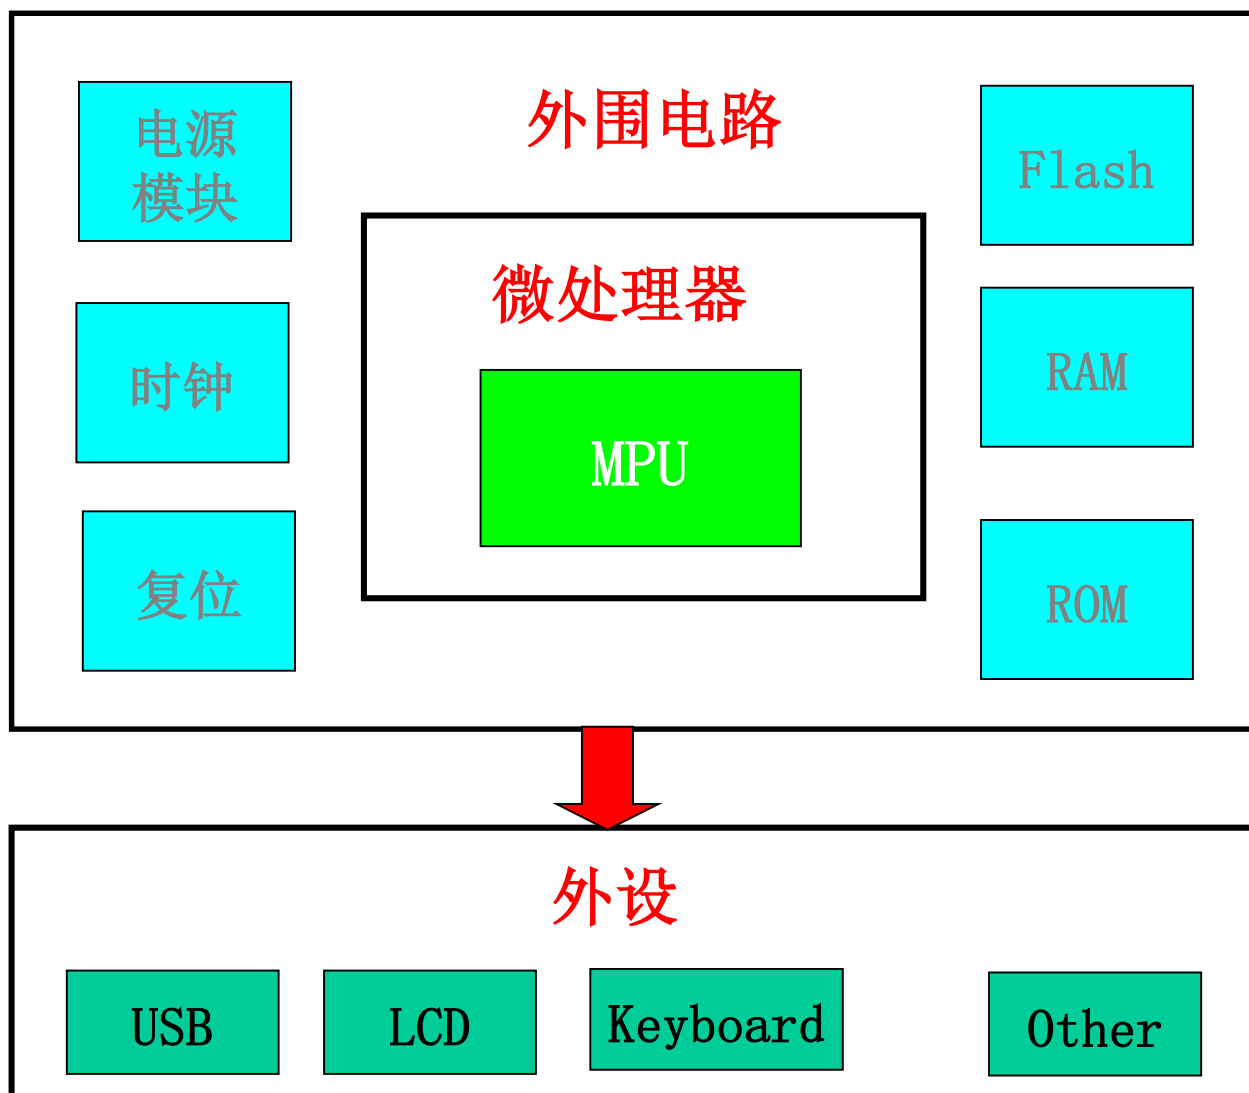 外围电路
电源
模块
Flash
微处理器
时钟
RAM
MPU
复位
ROM
外设
USB
LCD
Keyboard
Other